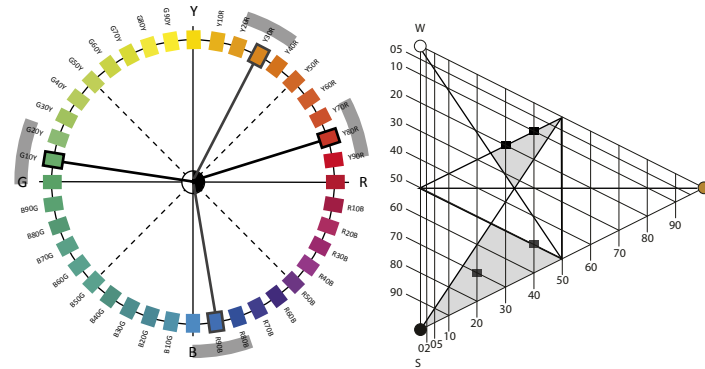 Y
Y10R
Y20R
Y30R
Y40R
Y50R
Y60R
Y70R
Y80R
Y90R
R
R10B
R20B
R30B
R40B
R50B
R60B
R70B
R80B
R90B
B
B10G
B20G
B30G
B40G
B50G
B60G
B70G
B80G
B90G
G
G10Y
G20Y
G30Y
G40Y
G50Y
G60Y
G70Y
G80Y
G90Y
W
05
10
20
30
40
50
60
70
80
90
S
02
05
10
20
30
40
50
60
70
80
90